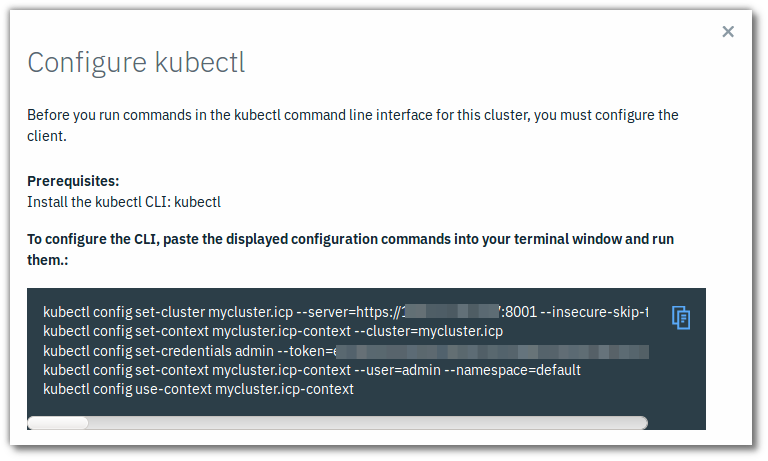 Configure kubectl
Before you run commands in the kubectl command line interface for this cluster, you must configure the
client.
Prerequisites:
Install the kubectl CLI: kubectl
To configure the CLI, paste the displayed configuration commands into your terminal window and run
them.:
kubectl config set-cluster mycluster.icp --server=https://1 :8001 --insecure-skip-t
kubectl config set-context mycluster.icp-context --cluster=mycluster.icp
kubectl config set-credentials admin --token=
kubectl config set-context mycluster.icp-context --user=admin --namespace=default
kubectl config use-context mycluster.icp-context